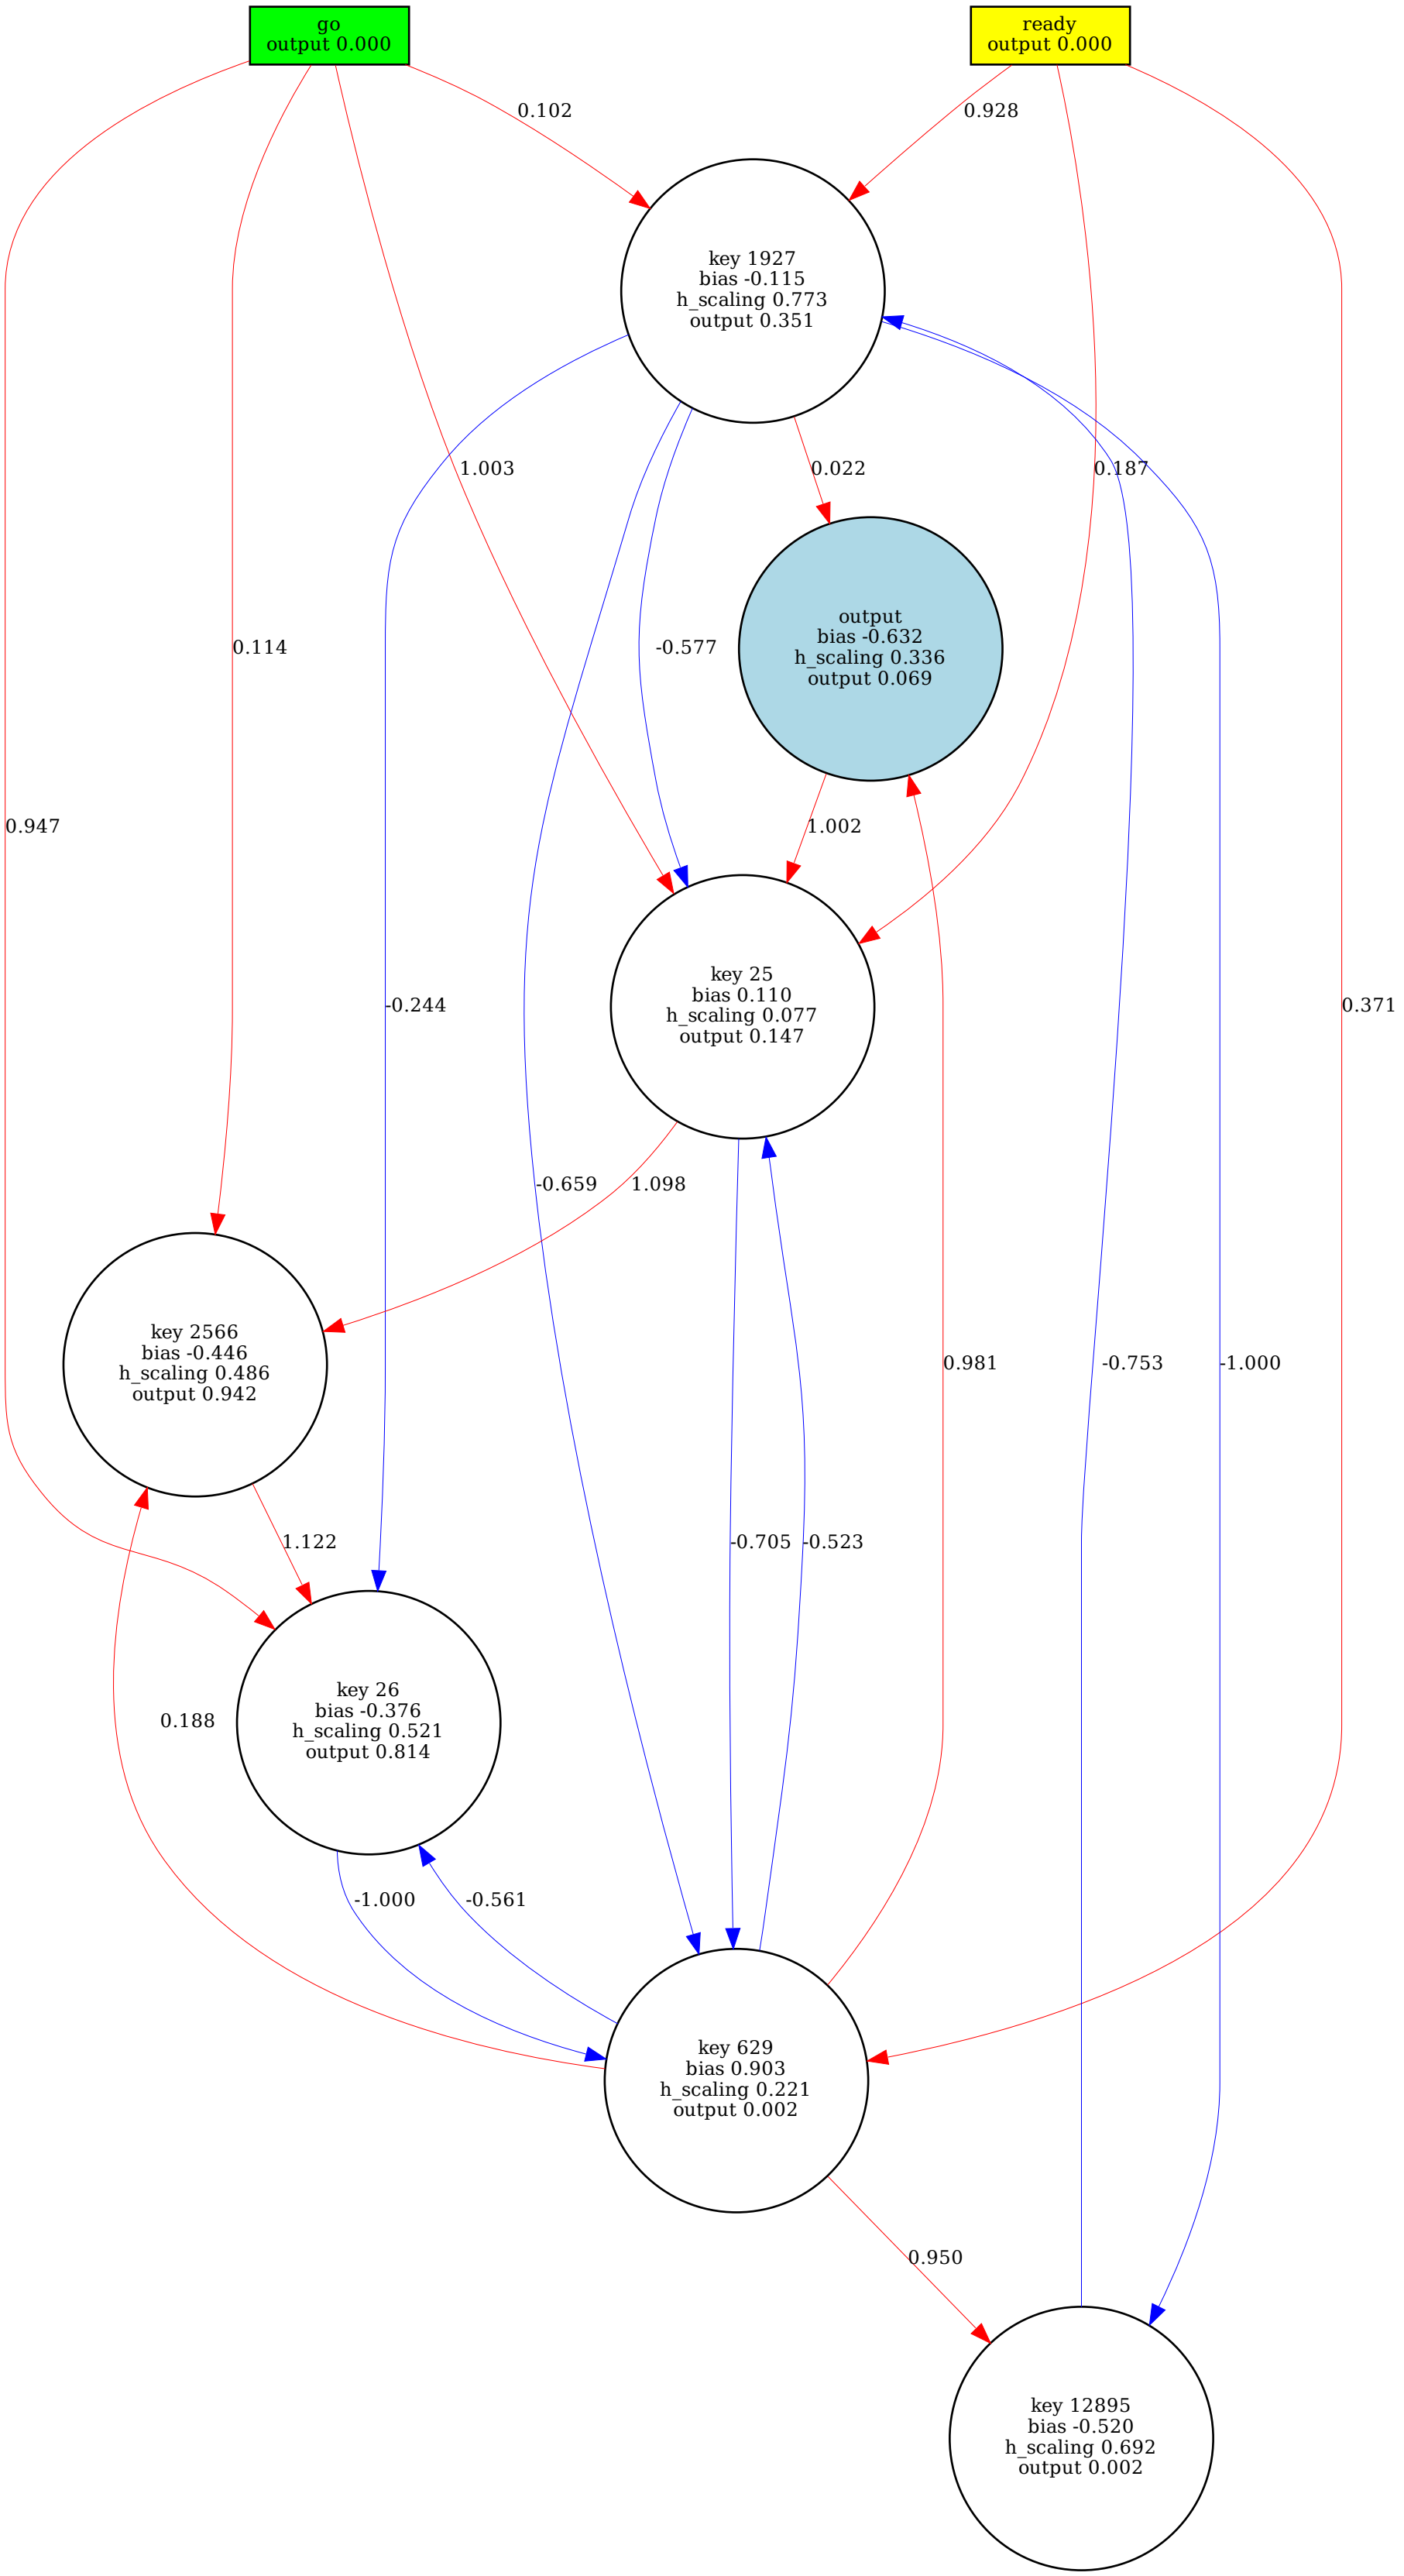 go
output 0.000
ready
output 0.000
0.102
0.928
key 1927
bias -0.115
h_scaling 0.773
output 0.351
1.003
0.022
0.187
0.114
-0.577
output
bias -0.632
h_scaling 0.336
output 0.069
0.947
1.002
-0.244
key 25
bias 0.110
h_scaling 0.077
output 0.147
0.371
-0.659
1.098
key 2566
bias -0.446
h_scaling 0.486
output 0.942
0.981
-0.753
-1.000
1.122
-0.705
-0.523
0.188
key 26
bias -0.376
h_scaling 0.521
output 0.814
-1.000
-0.561
key 629
bias 0.903
h_scaling 0.221
output 0.002
0.950
key 12895
bias -0.520
h_scaling 0.692
output 0.002